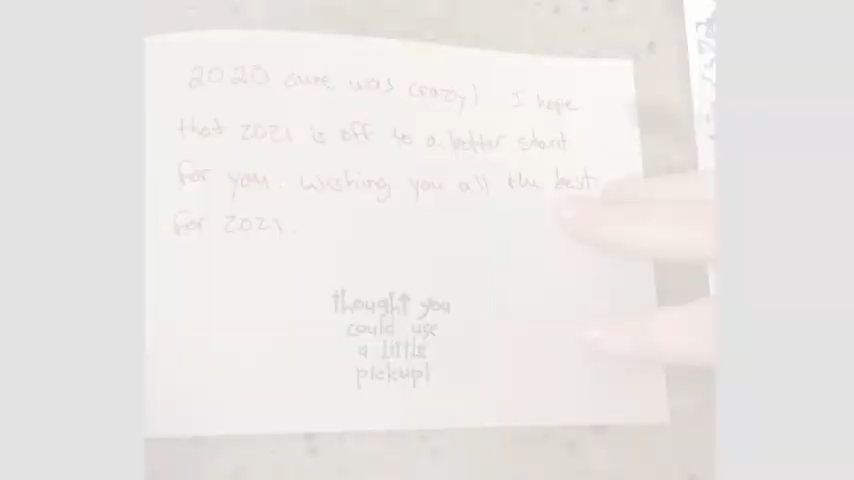 2020 sure was crazy! I hope
that 2021 is off to a better start
for you. Wishing you all the best
for 2021.
thought you
could use
a little
pickup!